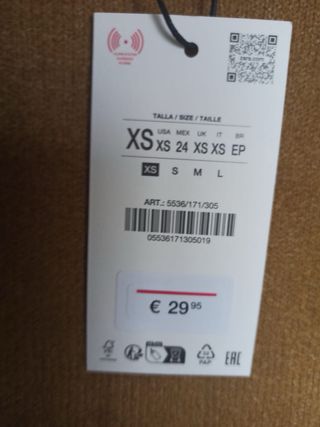 zara.com
TALLA / SIZE / TAILLE
XS USA XS MEX 24 UK XS IT XS BR EP
XS S M L
ART.: 5536/171/305
05536171305019
€ 29 95
PAP
EAC